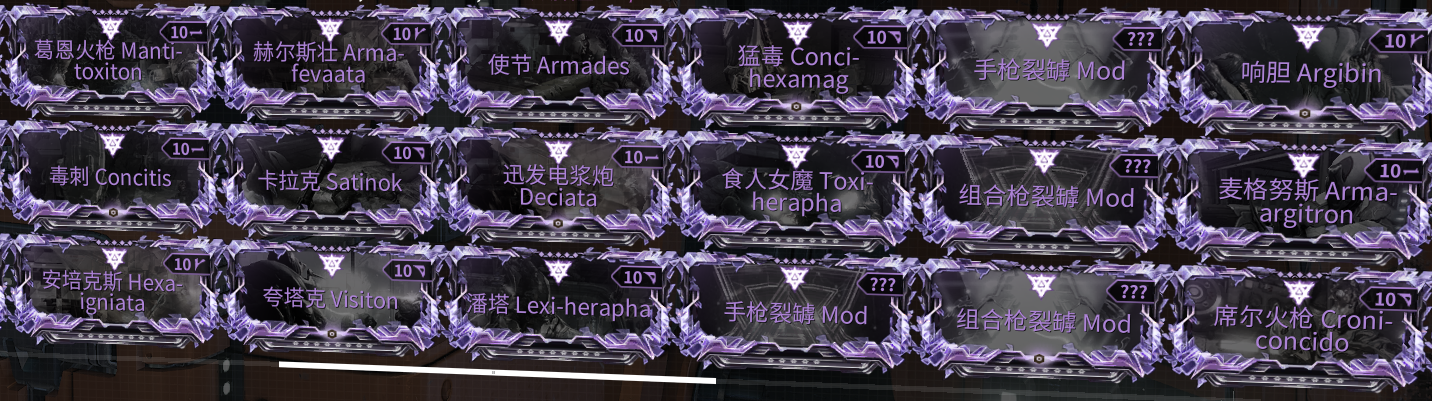 10
葛恩火枪 Manti-
toxiton
10
赫尔斯壮 Arma-
fevaata
10
使节 Armades
10
猛毒 Conci-
hexamag
???
手枪裂罅 Mod
10
响胆 Argibin
10
毒刺 Concitis
10
卡拉克 Satinok
10
迅发电浆炮
Deciata
10
食人女魔 Toxi-
herapha
???
组合枪裂罅 Mod
10
麦格努斯 Arma-
argitron
10
安培克斯 Hexa-
igniata
10
夸塔克 Visiton
10
潘塔 Lexi-herapha
???
手枪裂罅 Mod
???
组合枪裂罅 Mod
10
席尔火枪 Croni-
concido